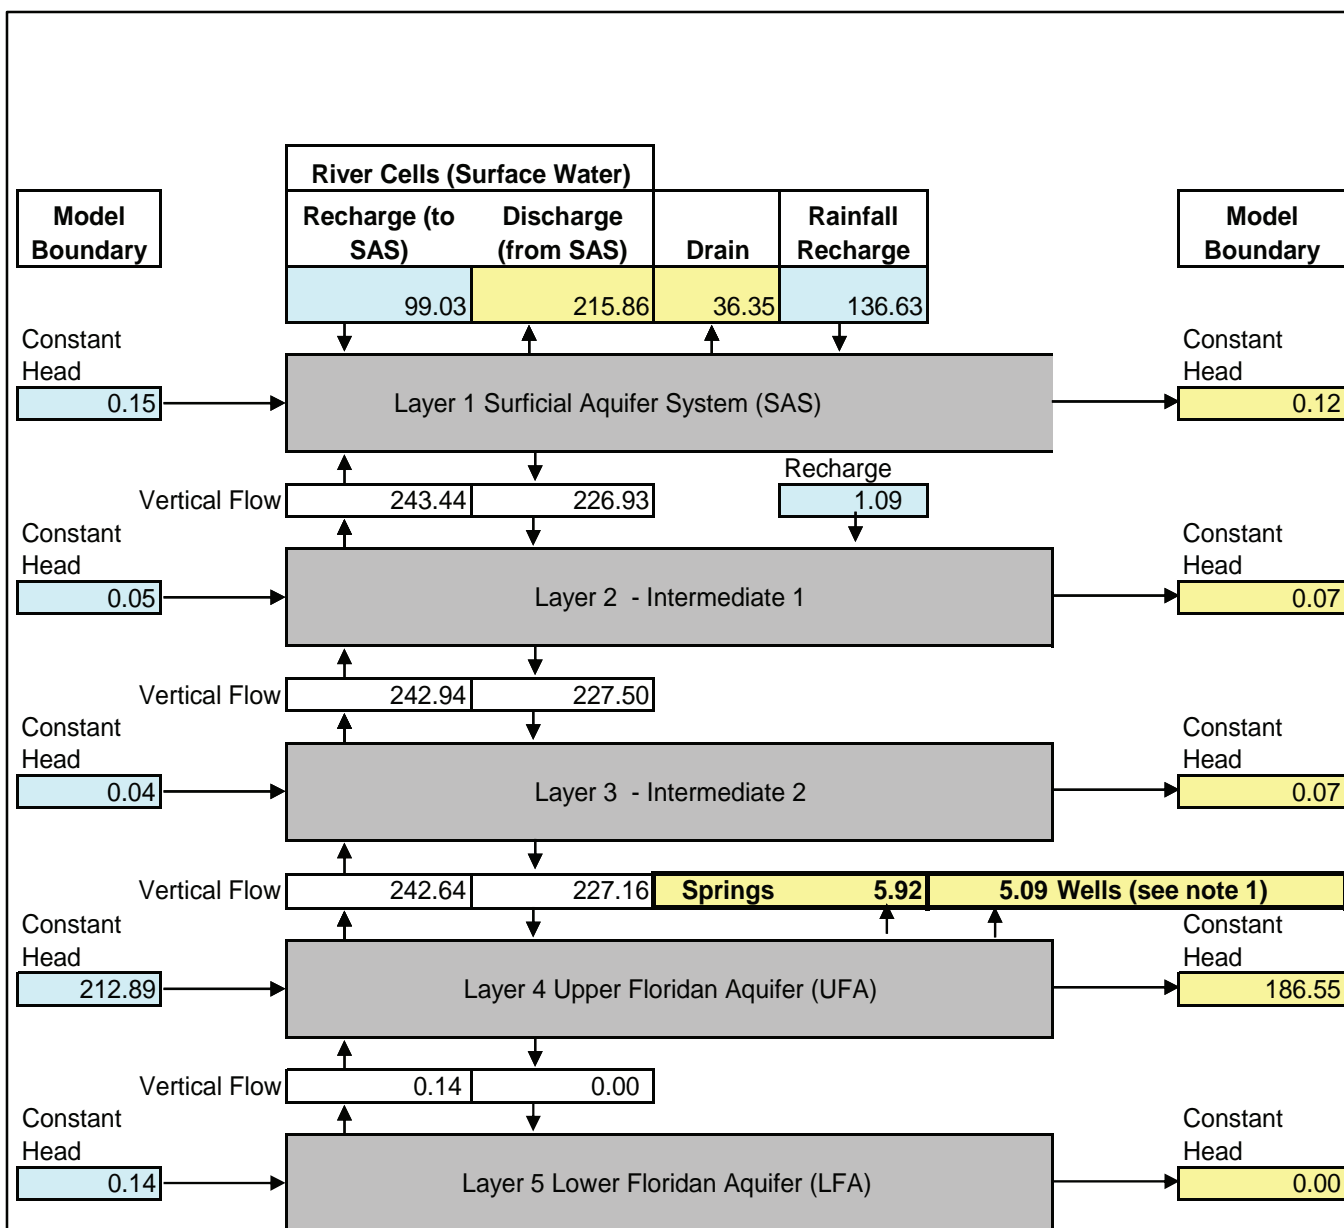 River Cells (Surface Water)
Model
Boundary
Recharge (to
SAS)
Discharge
(from SAS)
Drain
Rainfall
Recharge
Model
Boundary
99.03 215.86 36.35 136.63
Constant
Head
0.15
Layer 1 Surficial Aquifer System (SAS)
Constant
Head
0.12
Vertical Flow 243.44 226.93
Recharge
1.09
Constant
Head
0.05
Layer 2 - Intermediate 1
Constant
Head
0.07
Vertical Flow 242.94 227.50
Constant
Head
0.04
Layer 3 - Intermediate 2
Constant
Head
0.07
Vertical Flow 242.64 227.16 Springs 5.92 5.09 Wells (see note 1)
Constant
Head
212.89
Layer 4 Upper Floridan Aquifer (UFA)
Constant
Head
186.55
Vertical Flow 0.14 0.00
Constant
Head
0.14
Layer 5 Lower Floridan Aquifer (LFA)
Constant
Head
0.00